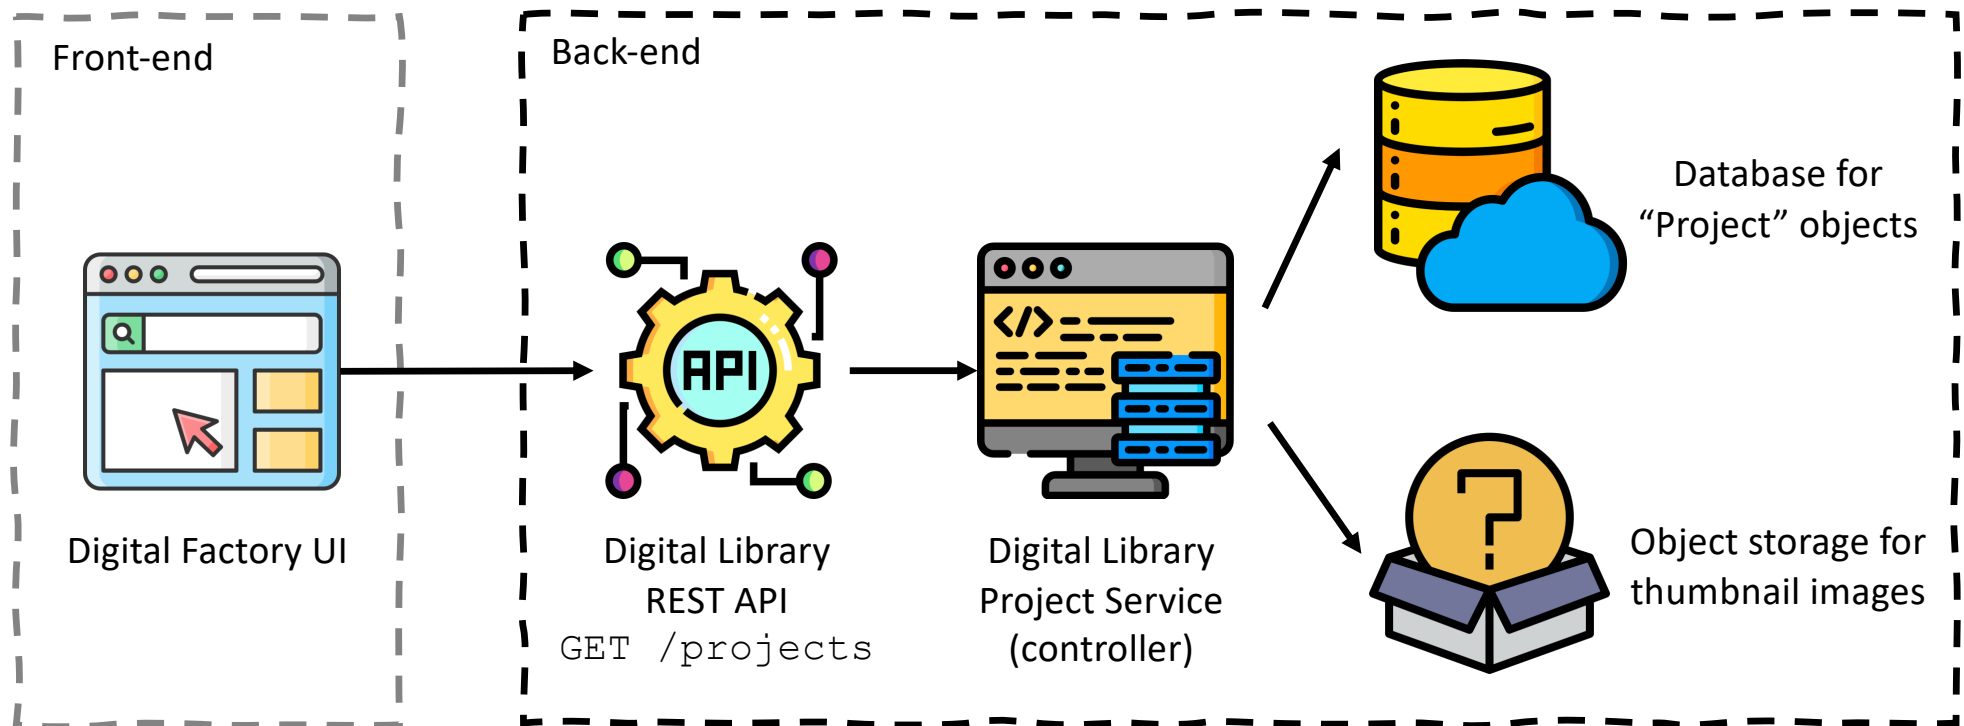 Front-end
Back-end
Database for
“Project” objects
</>
API
Digital Factory UI
Digital Library
REST API
GET /projects
Digital Library
Project Service
(controller)
?
Object storage for
thumbnail images